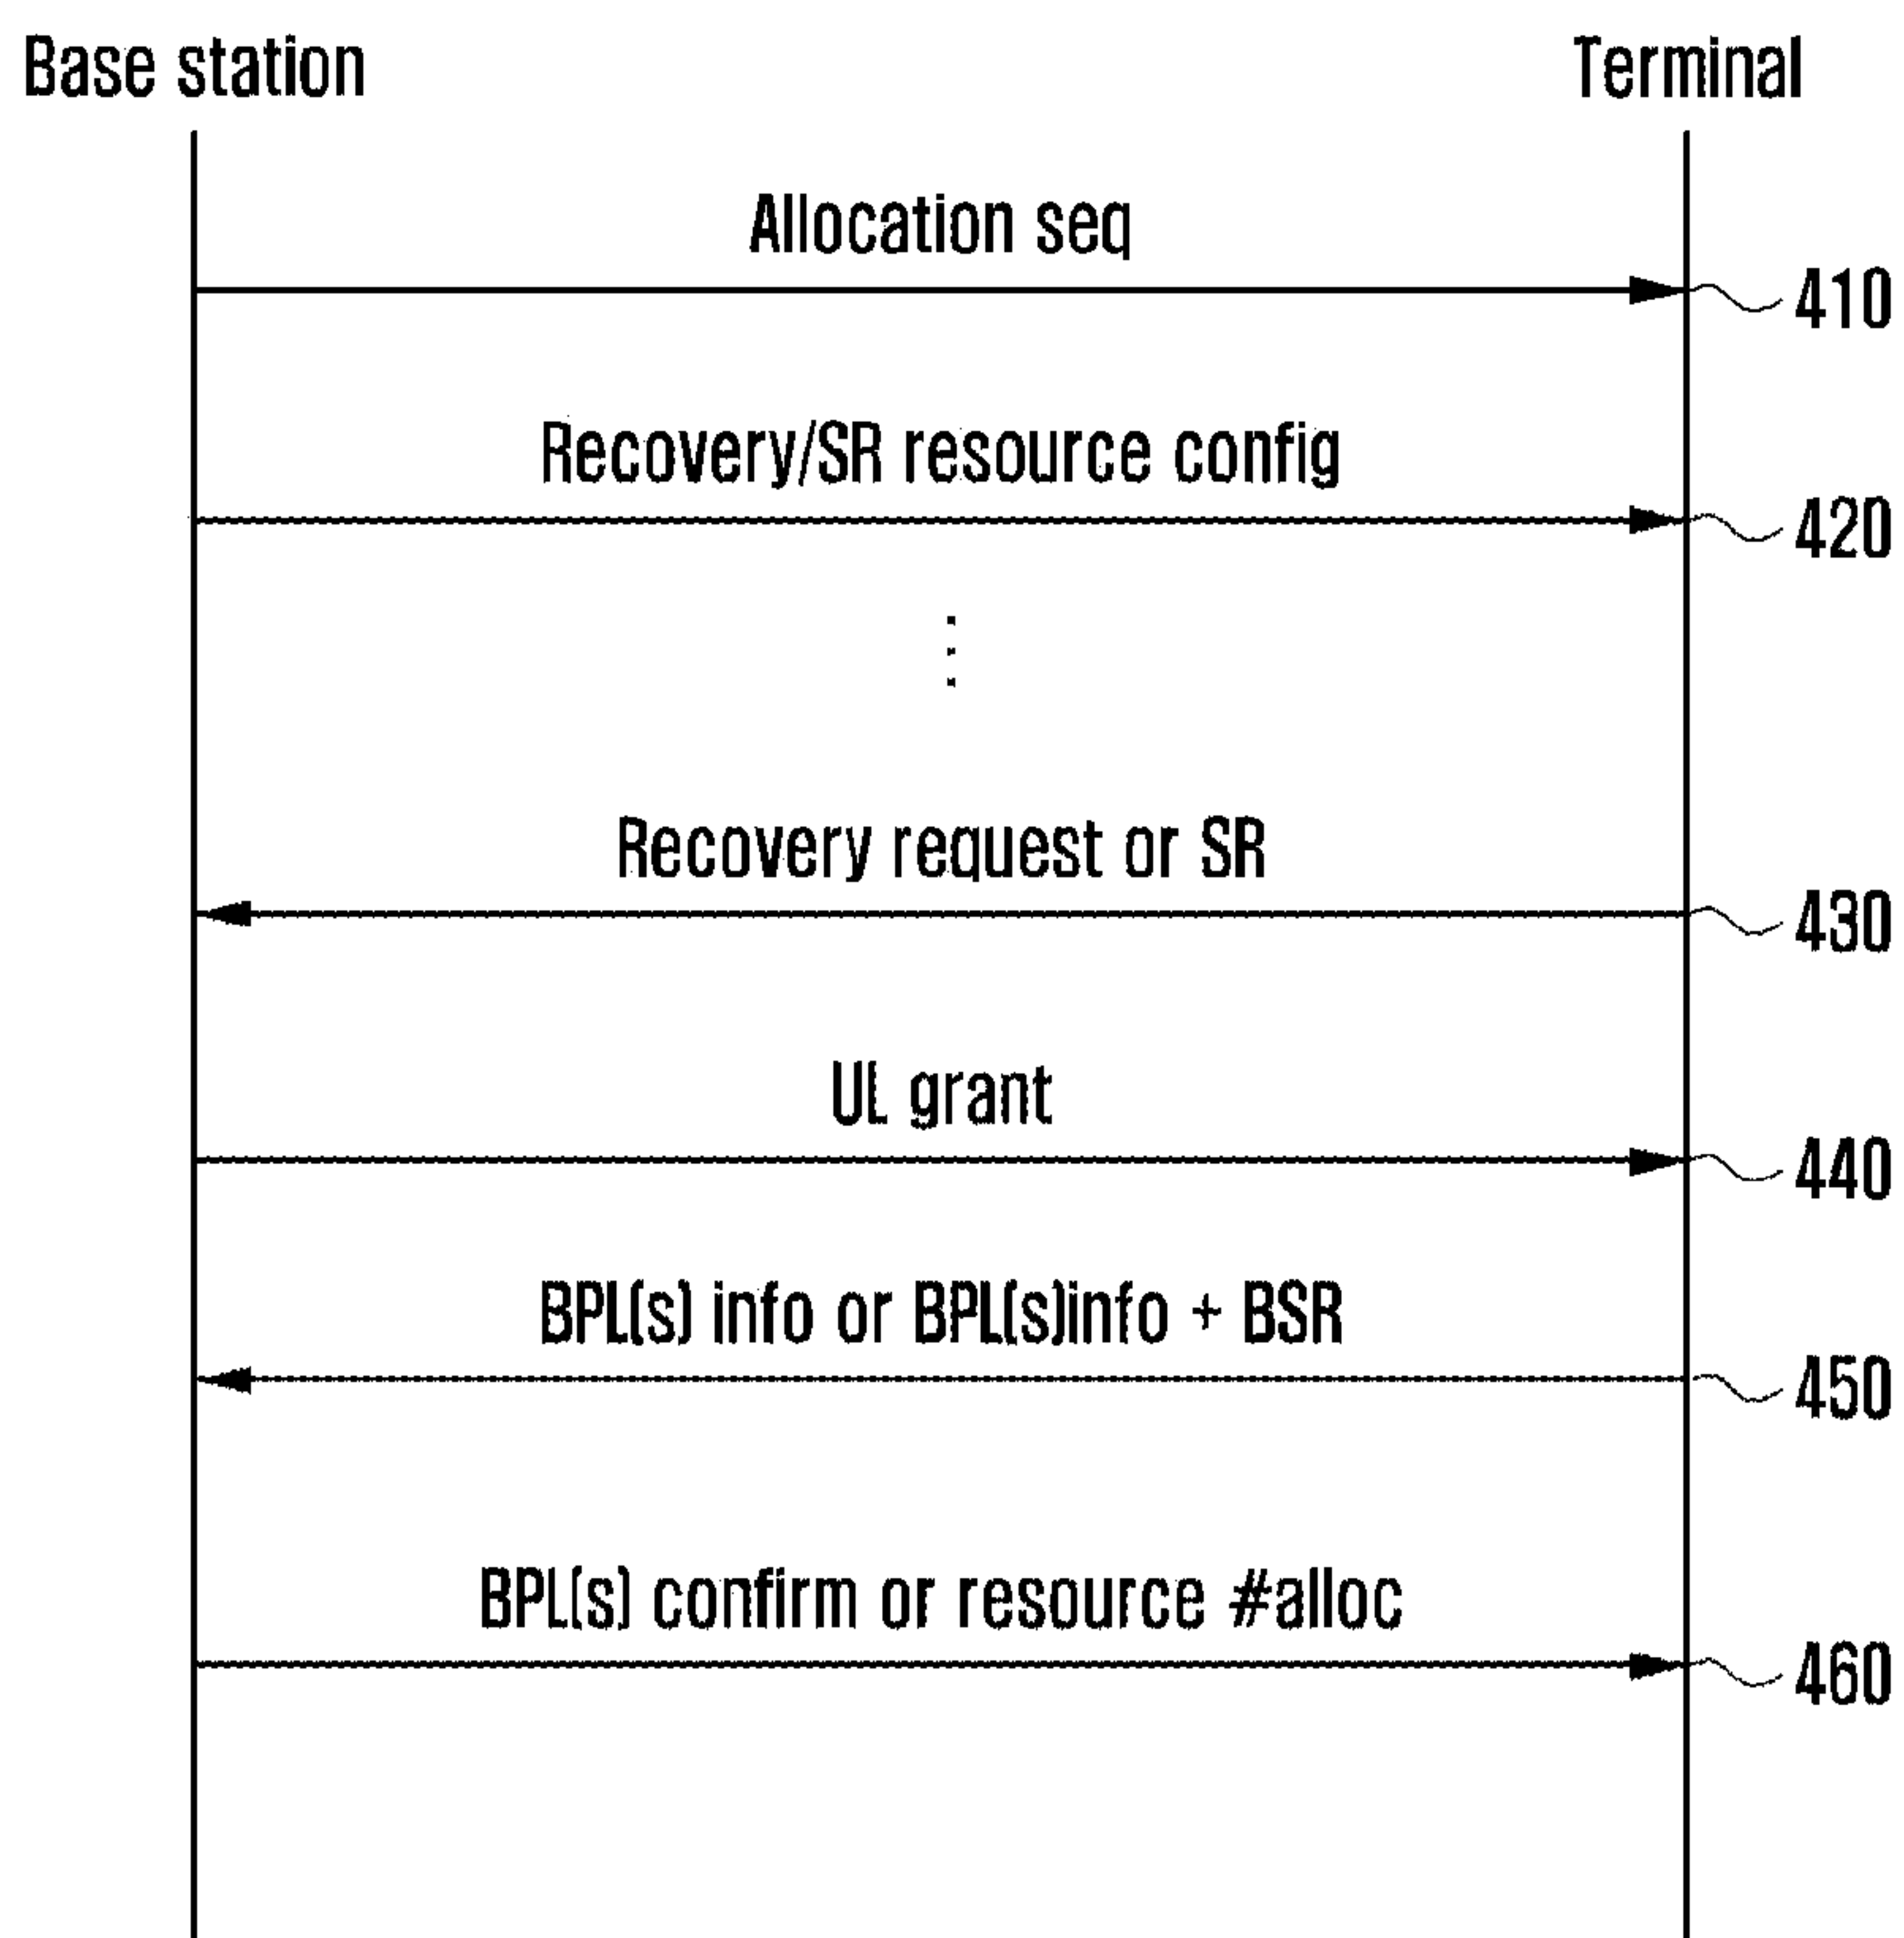 Base station
Terminal
Allocation seq
410
Recovery/SR resource config
420
Recovery request or SR
430
UL grant
440
BPL(s) info or BPL(s)info + BSR
450
BPL(s) confirm or resource #alloc
460